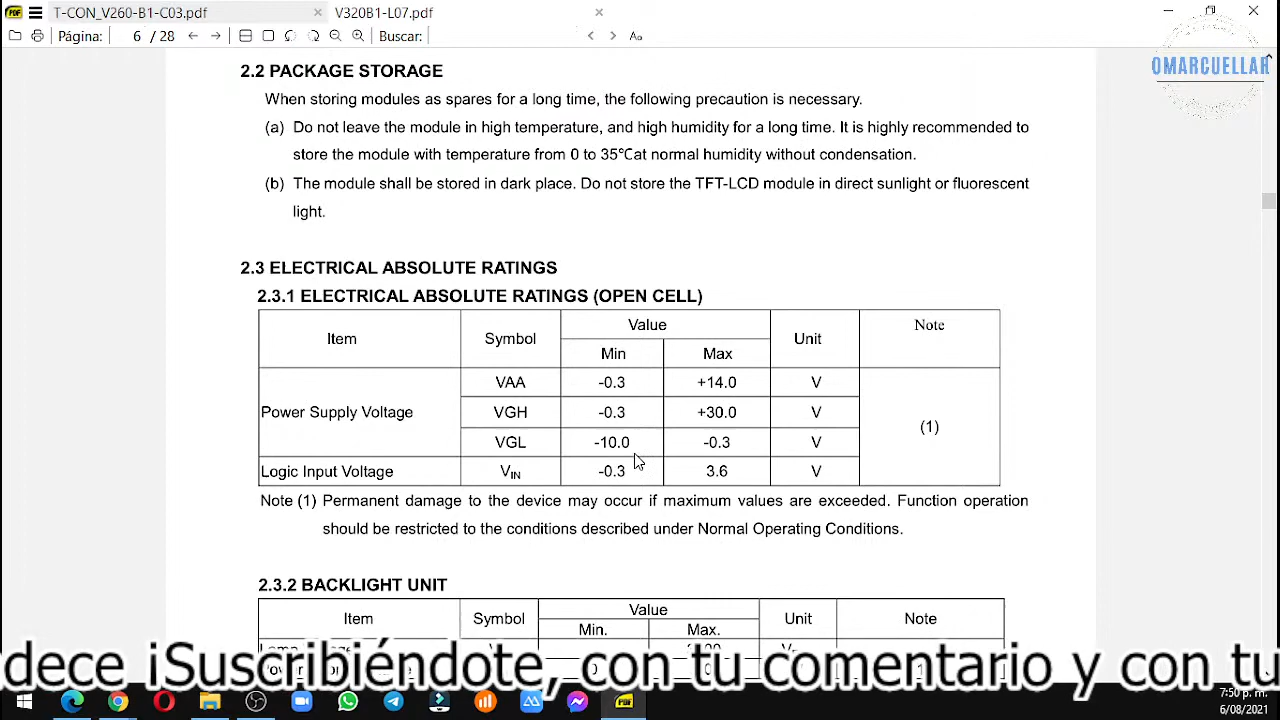 T-CON_V260-B1-C03.pdf
V320B1-L07.pdf
Página: 6 / 28 Buscar:
OMARCUELLAR
2.2 PACKAGE STORAGE
When storing modules as spares for a long time, the following precaution is necessary.
(a) Do not leave the module in high temperature, and high humidity for a long time. It is highly recommended to
store the module with temperature from 0 to 35℃at normal humidity without condensation.
(b) The module shall be stored in dark place. Do not store the TFT-LCD module in direct sunlight or fluorescent
light.
2.3 ELECTRICAL ABSOLUTE RATINGS
2.3.1 ELECTRICAL ABSOLUTE RATINGS (OPEN CELL)
Item Symbol Value Unit Note
Min Max
VAA -0.3 +14.0 V
Power Supply Voltage VGH -0.3 +30.0 V (1)
VGL -10.0 -0.3 V
Logic Input Voltage VIN -0.3 3.6 V
Note (1) Permanent damage to the device may occur if maximum values are exceeded. Function operation
should be restricted to the conditions described under Normal Operating Conditions.
2.3.2 BACKLIGHT UNIT
Item Symbol Value Unit Note
Min. Max.
dece ¡Suscribiéndote, con tu comentario y con tu
7:50 p. m.
6/08/2021